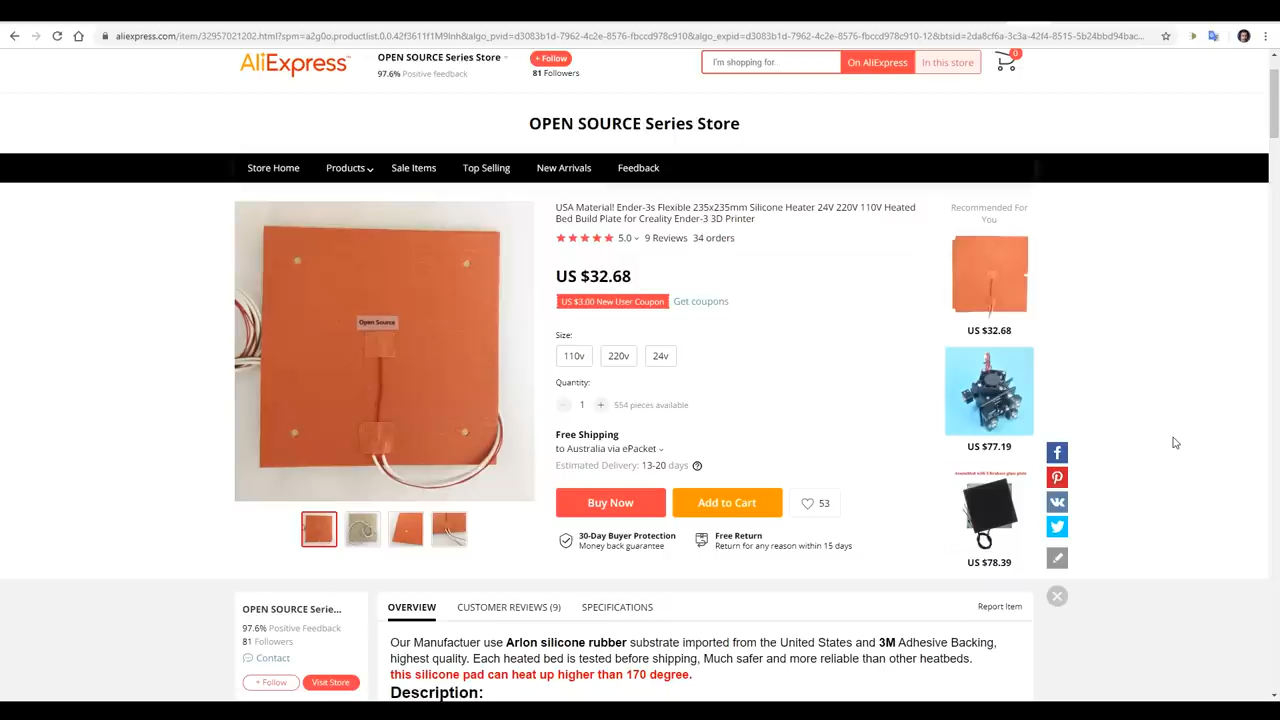 aliexpress.com/item/32957021202.html?spm=a2g0o.productlist.0.0.42f3611f1M9Inh&algo_pvid=d3083b1d-7962-4c2e-8576-fbccd978c910&algo_expid=d3083b1d-7962-4c2e-8576-fbccd978c910-12&btsid=2da8cf6a-3c3a-42f4-8515-5b24bbd94bac...
AliExpress
OPEN SOURCE Series Store
97.6% Positive feedback
+ Follow
81 Followers
I'm shopping for..
On AliExpress
In this store
0
OPEN SOURCE Series Store
Store Home Products Sale Items Top Selling New Arrivals Feedback
Open Source
USA Material! Ender-3s Flexible 235x235mm Silicone Heater 24V 220V 110V Heated
Bed Build Plate for Creality Ender-3 3D Printer
5.0 9 Reviews 34 orders
US $32.68
US $3.00 New User Coupon Get coupons
Size:
110v 220v 24v
Quantity:
− 1 + 554 pieces available
Free Shipping
to Australia via ePacket
Estimated Delivery: 13-20 days
Buy Now Add to Cart 53
30-Day Buyer Protection
Money back guarantee
Free Return
Return for any reason within 15 days
Recommended For
You
US $32.68
US $77.19
US $78.39
OPEN SOURCE Serie...
97.6% Positive Feedback
81 Followers
Contact
+ Follow Visit Store
OVERVIEW CUSTOMER REVIEWS (9) SPECIFICATIONS Report Item
Our Manufactuer use Arlon silicone rubber substrate imported from the United States and 3M Adhesive Backing,
highest quality. Each heated bed is tested before shipping, Much safer and more reliable than other heatbeds.
this silicone pad can heat up higher than 170 degree.
Description: